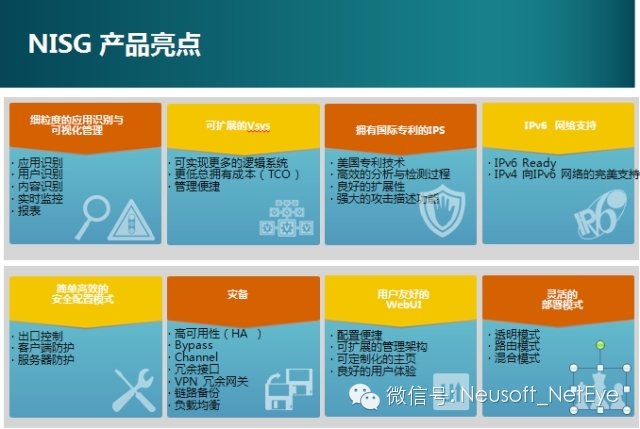 NISG 产品亮点
细粒度的应用识别与
可视化管理
· 应用识别
· 用户识别
· 内容识别
· 实时监控
· 报表
可扩展的Vsys
· 可实现更多的逻辑系统
· 更低总拥有成本（TCO）
· 管理便捷
拥有国际专利的IPS
· 美国专利技术
· 高效的分析与检测过程
· 良好的扩展性
· 强大的攻击描述功能
IPv6 网络支持
· IPv6 Ready
· IPv4 向IPv6 网络的完美支持
IPv6
简单高效的
安全配置模式
· 出口控制
· 客户端防护
· 服务器防护
灾备
· 高可用性（HA ）
· Bypass
· Channel
· 冗余接口
· VPN 冗余网关
· 链路备份
· 负载均衡
用户友好的
WebUI
· 配置便捷
· 可扩展的管理架构
· 可定制化的主页
· 良好的用户体验
灵活的
部署模式
· 透明模式
· 路由模式
· 混合模式
微信号: Neusoft_NetEye